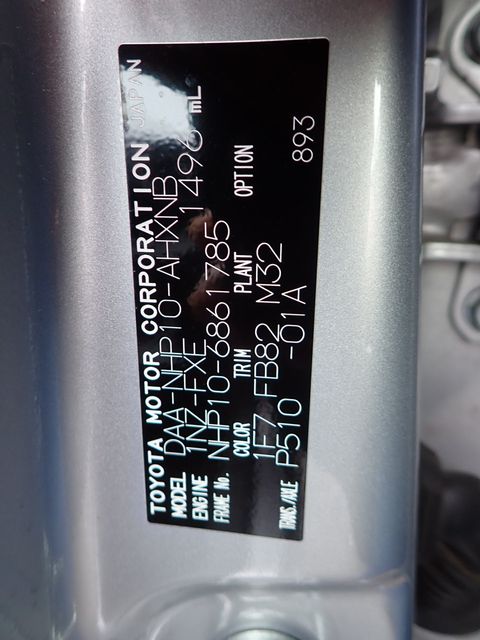 TOYOTA MOTOR CORPORATION JAPAN
MODEL DAA-NHP10-AHXNB
ENGINE 1NZ-FXE 1496 mL
FRAME No. NHP10-6861785
COLOR TRIM PLANT OPTION
1F7 FB82 M32
TRANS./AXLE P510 -01A 893